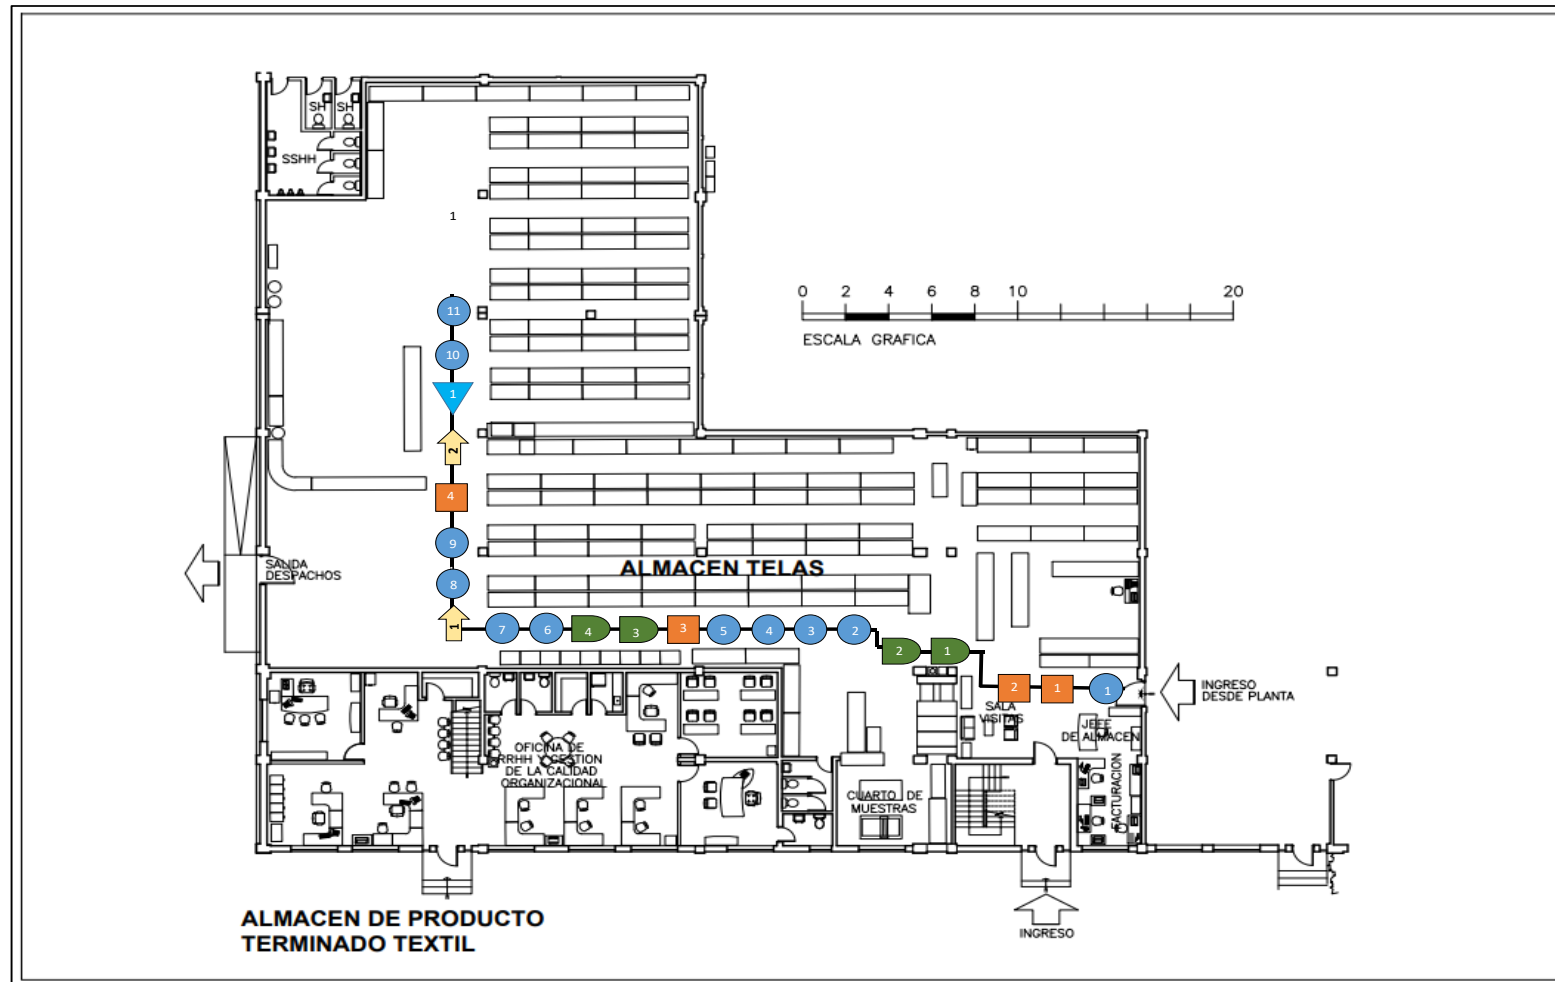 SH SH
SSHH
1
0 2 4 6 8 10 20
ESCALA GRAFICA
11
10
1
2
4
9
8
1
SALIDA
DESPACHOS
ALMACEN TELAS
7 6 4 3 3 5 4 3 2
2 1
2 1 1
INGRESO
DESDE PLANTA
SALA
VISITAS
JEFE
DE ALMACEN
OFICINA DE
RRHH Y GESTION
DE LA CALIDAD
ORGANIZACIONAL
CUARTO DE
MUESTRAS
FACTURACION
INGRESO
ALMACEN DE PRODUCTO
TERMINADO TEXTIL